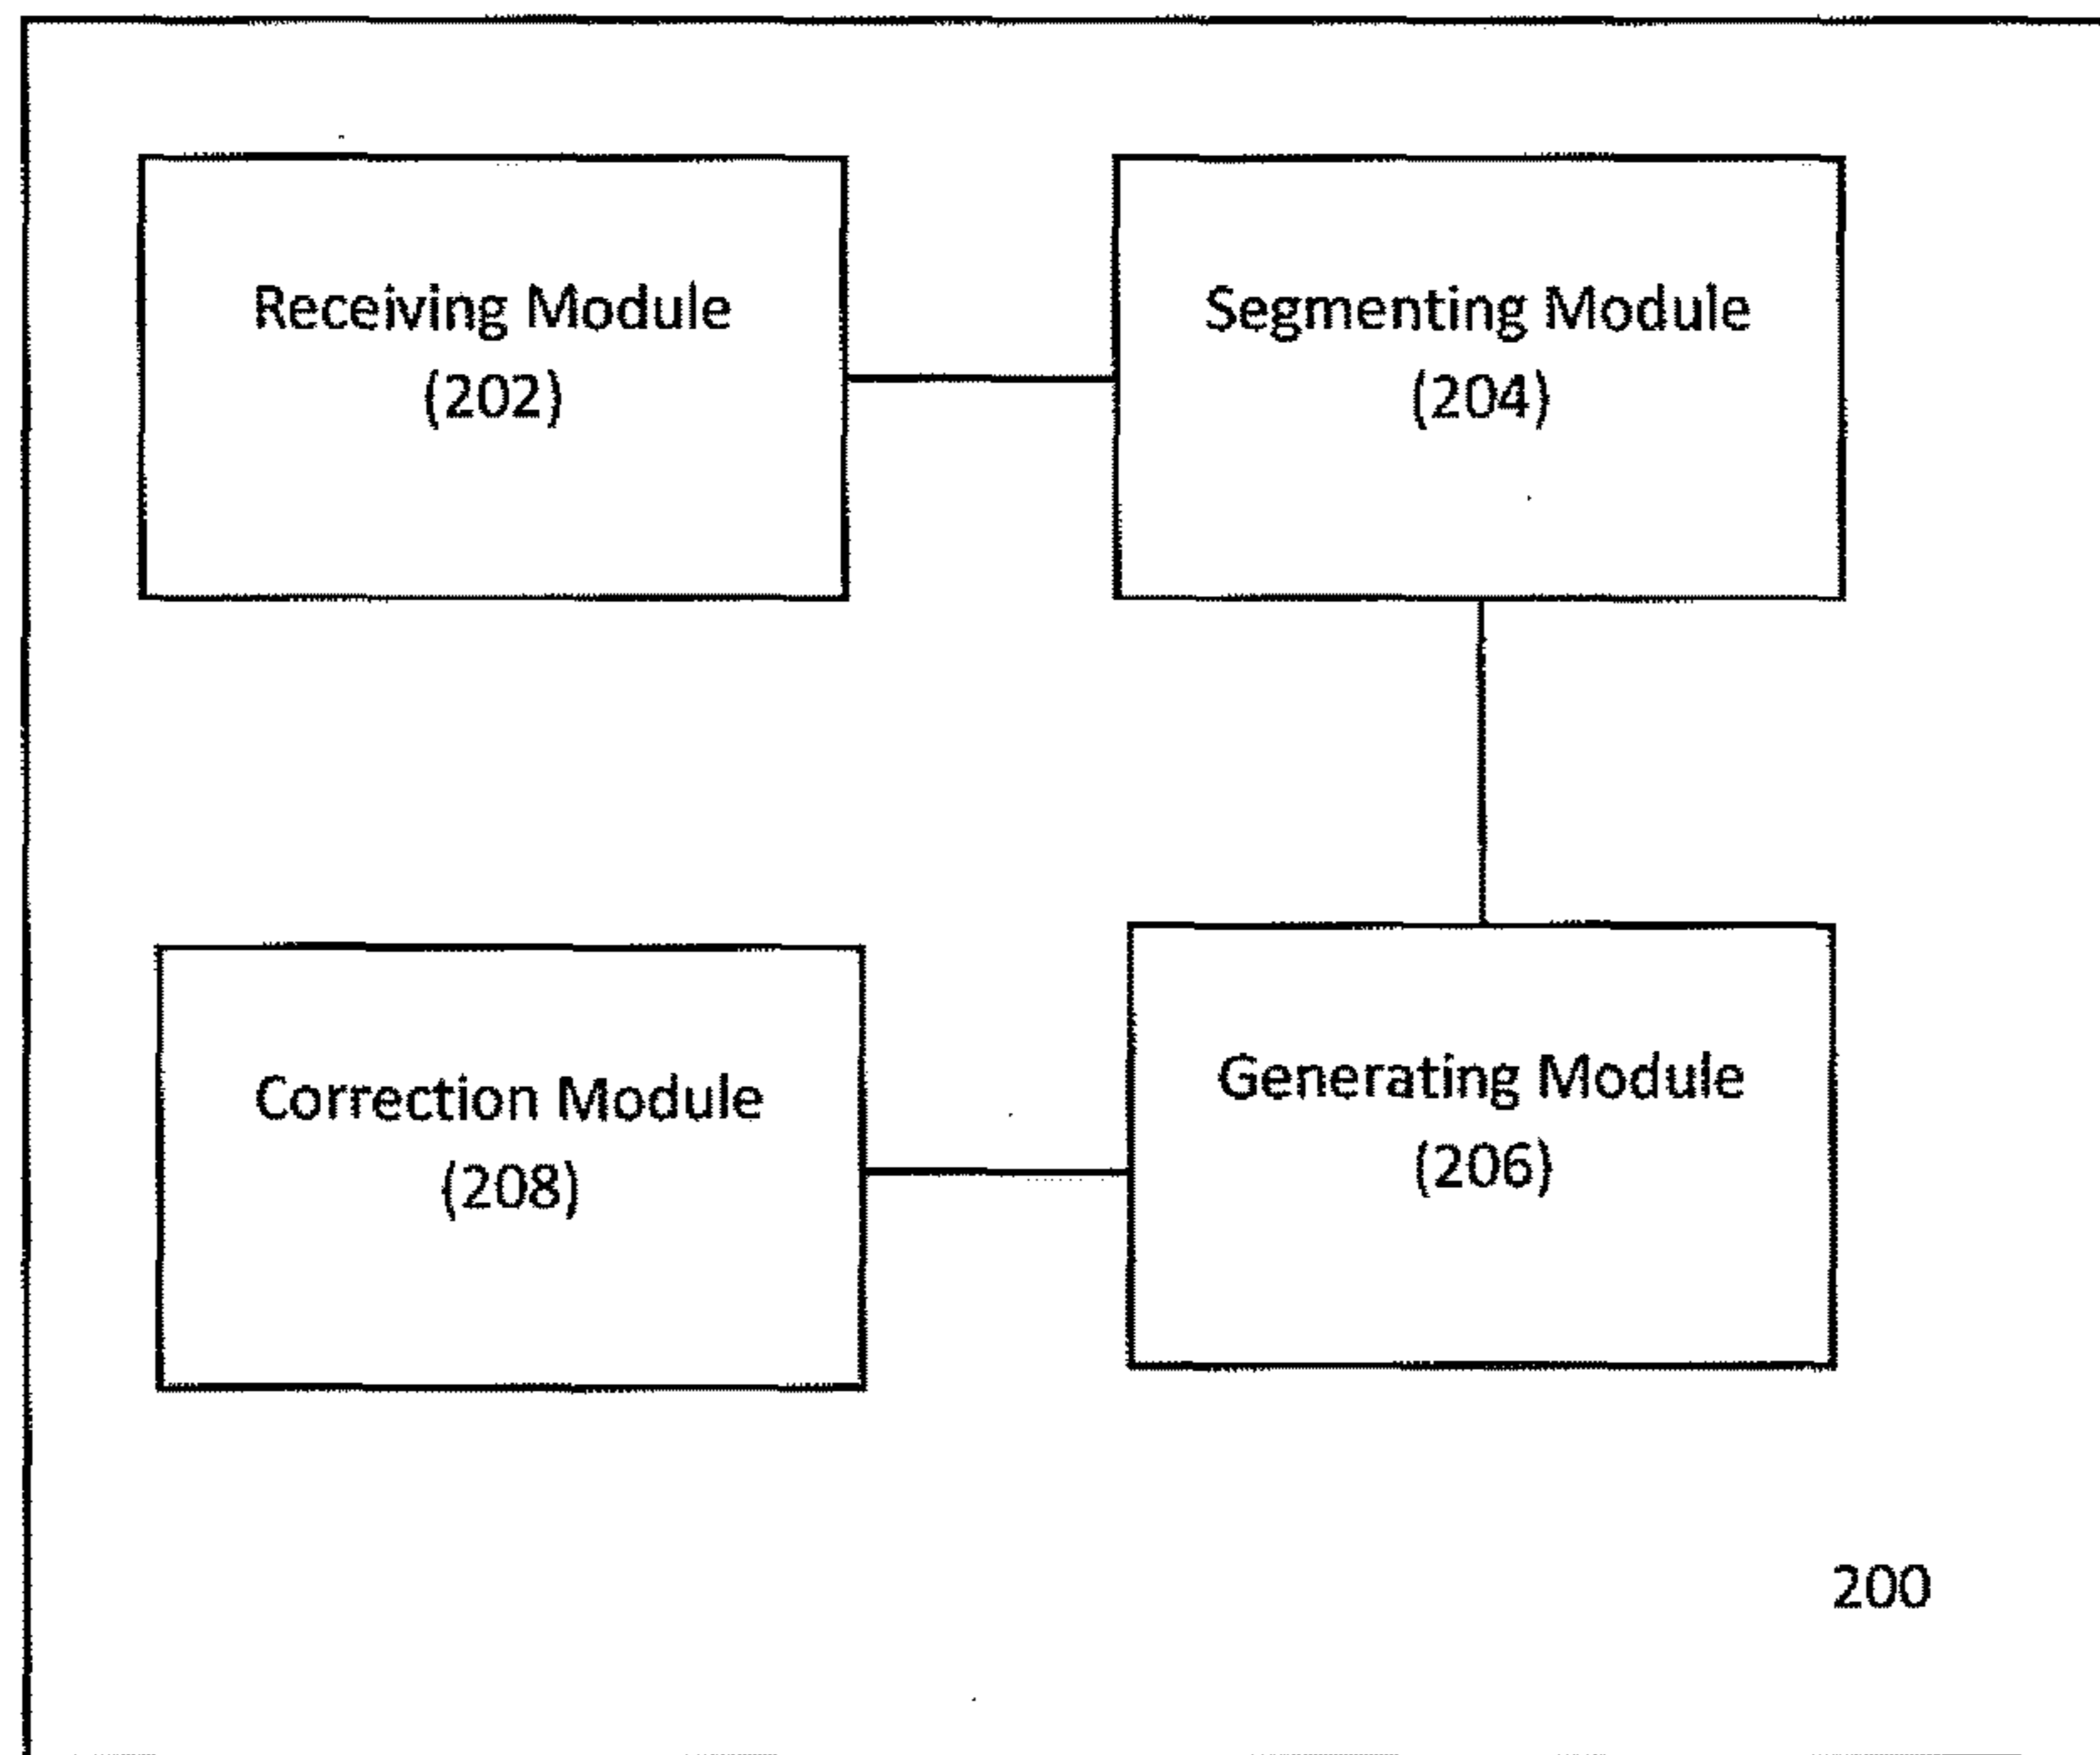 Receiving Module
(202)
Segmenting Module
(204)
Correction Module
(208)
Generating Module
(206)
200